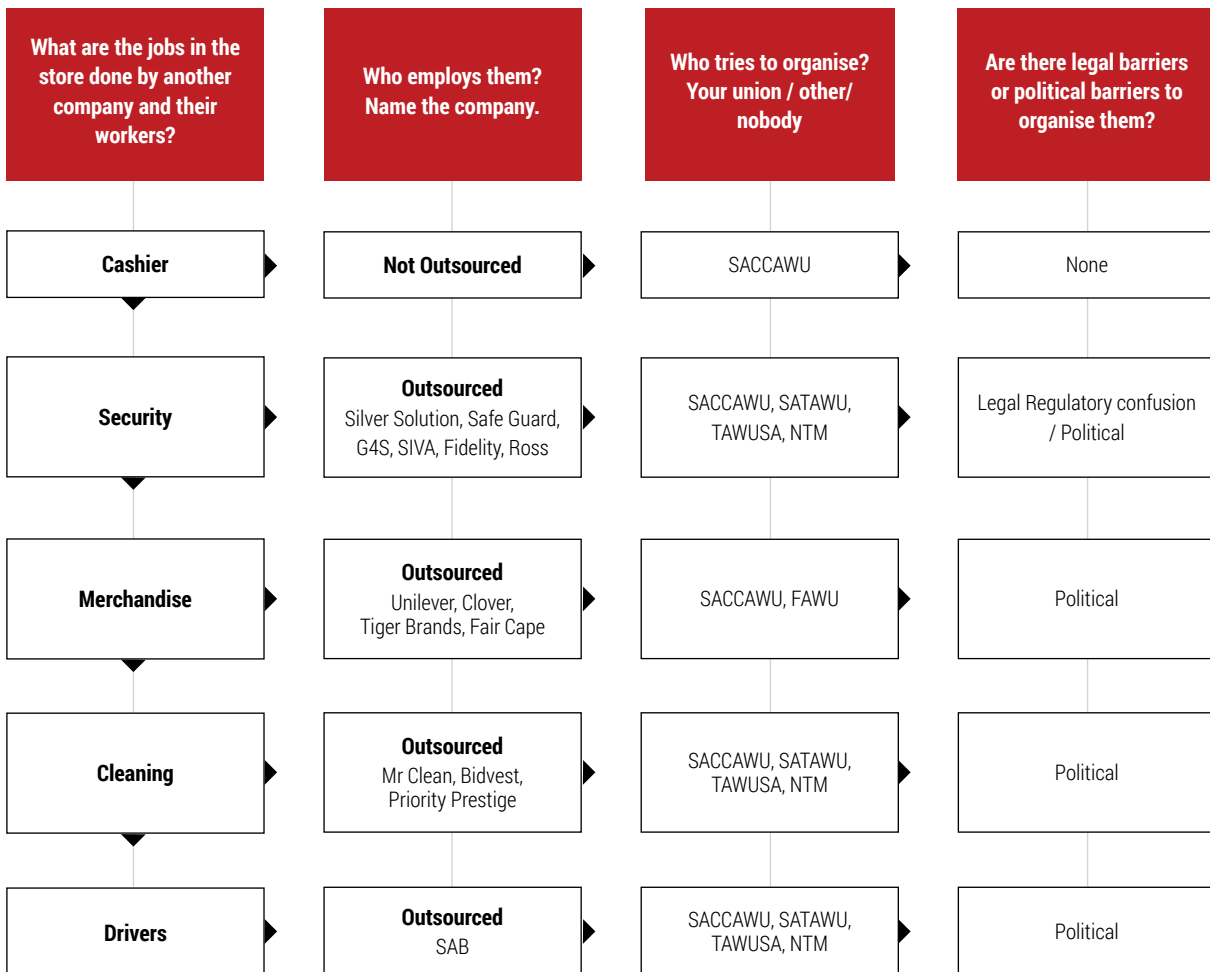 What are the jobs in the
store done by another
company and their
workers?
Who employs them?
Name the company.
Who tries to organise?
Your union / other/
nobody
Are there legal barriers
or political barriers to
organise them?
Cashier
Not Outsourced
SACCAWU
None
Security
Outsourced
Silver Solution, Safe Guard,
G4S, SIVA, Fidelity, Ross
SACCAWU, SATAWU,
TAWUSA, NTM
Legal Regulatory confusion
/ Political
Merchandise
Outsourced
Unilever, Clover,
Tiger Brands, Fair Cape
SACCAWU, FAWU
Political
Cleaning
Outsourced
Mr Clean, Bidvest,
Priority Prestige
SACCAWU, SATAWU,
TAWUSA, NTM
Political
Drivers
Outsourced
SAB
SACCAWU, SATAWU,
TAWUSA, NTM
Political